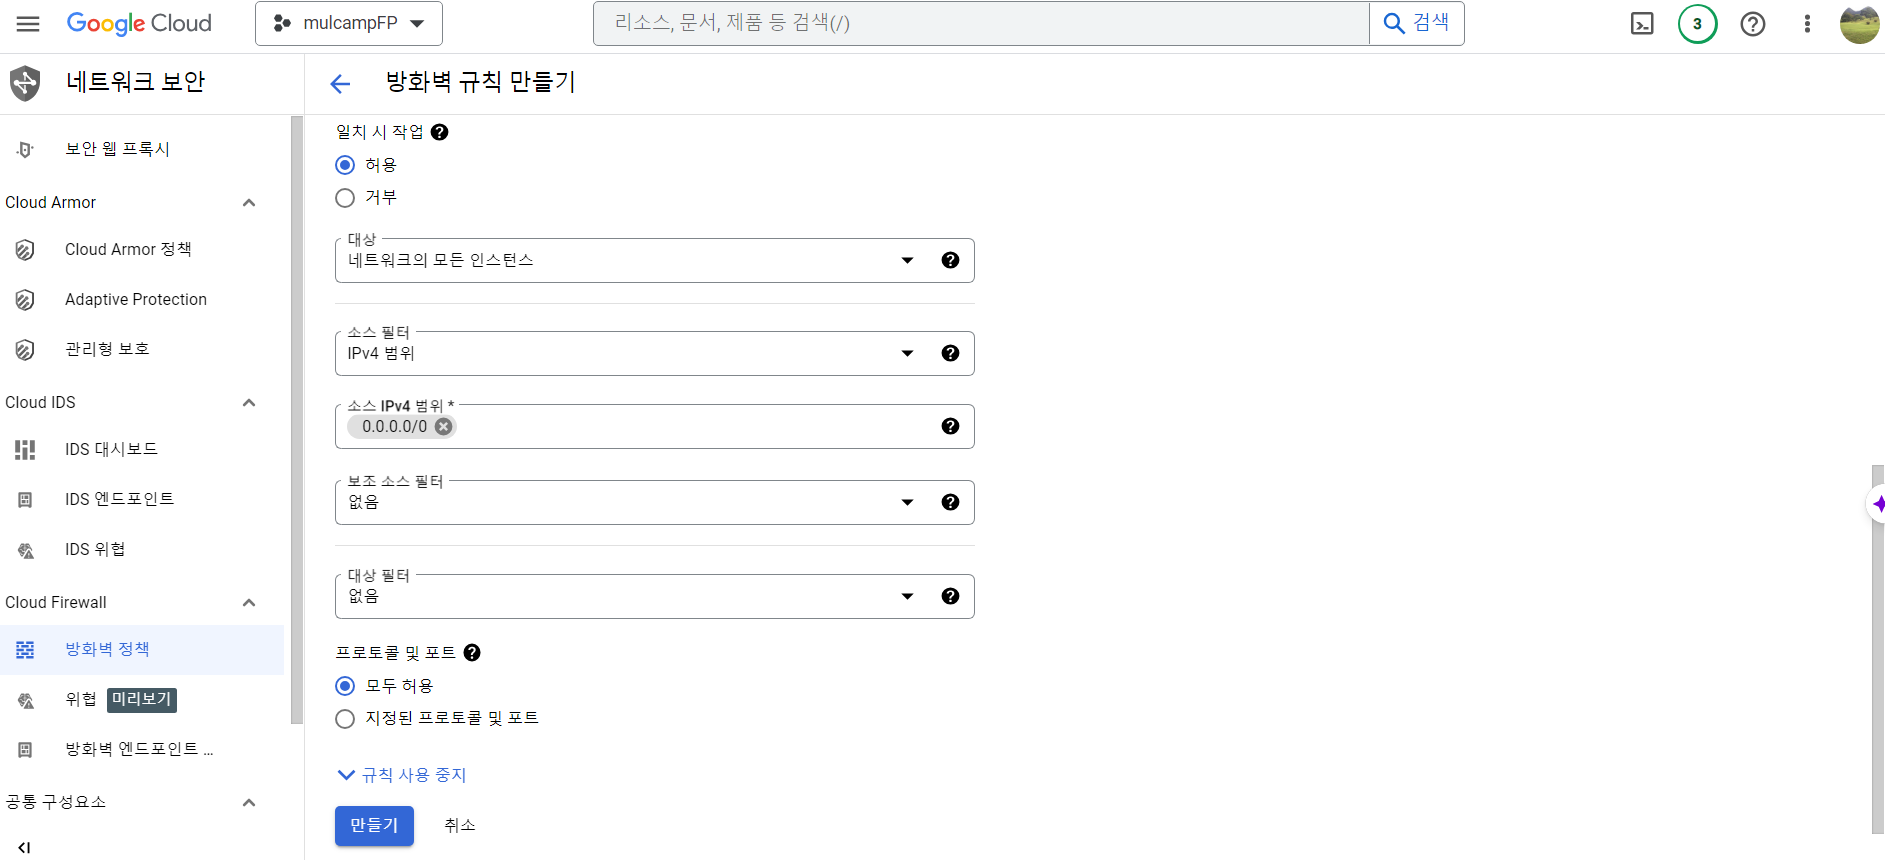 Google Cloud
mulcampFP
리소스, 문서, 제품 등 검색(/)
검색
3
네트워크 보안
방화벽 규칙 만들기
보안 웹 프록시
Cloud Armor
Cloud Armor 정책
Adaptive Protection
관리형 보호
Cloud IDS
IDS 대시보드
IDS 엔드포인트
IDS 위협
Cloud Firewall
방화벽 정책
위협 미리보기
방화벽 엔드포인트 ...
공통 구성요소
일치 시 작업
허용
거부
대상
네트워크의 모든 인스턴스
소스 필터
IPv4 범위
소스 IPv4 범위 *
0.0.0.0/0
보조 소스 필터
없음
대상 필터
없음
프로토콜 및 포트
모두 허용
지정된 프로토콜 및 포트
규칙 사용 중지
만들기
취소